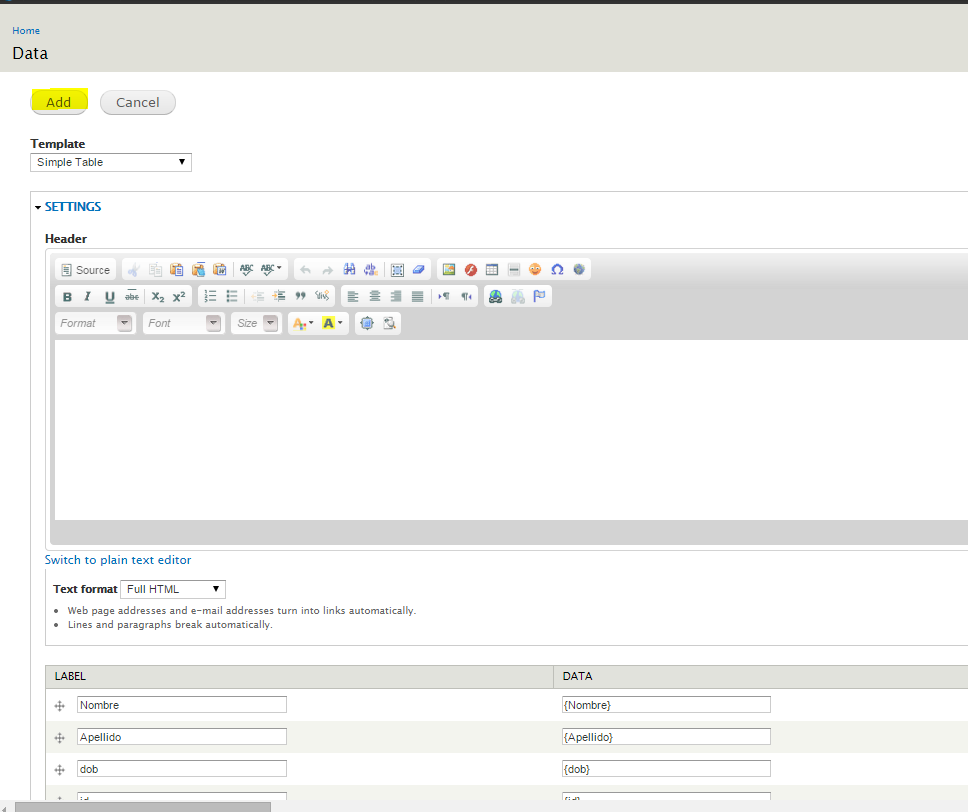 Home
Data
Add Cancel
Template
Simple Table
SETTINGS
Header
Source
Format Font Size
Switch to plain text editor
Text format Full HTML
Web page addresses and e-mail addresses turn into links automatically.
Lines and paragraphs break automatically.
LABEL DATA
Nombre {Nombre}
Apellido {Apellido}
dob {dob}